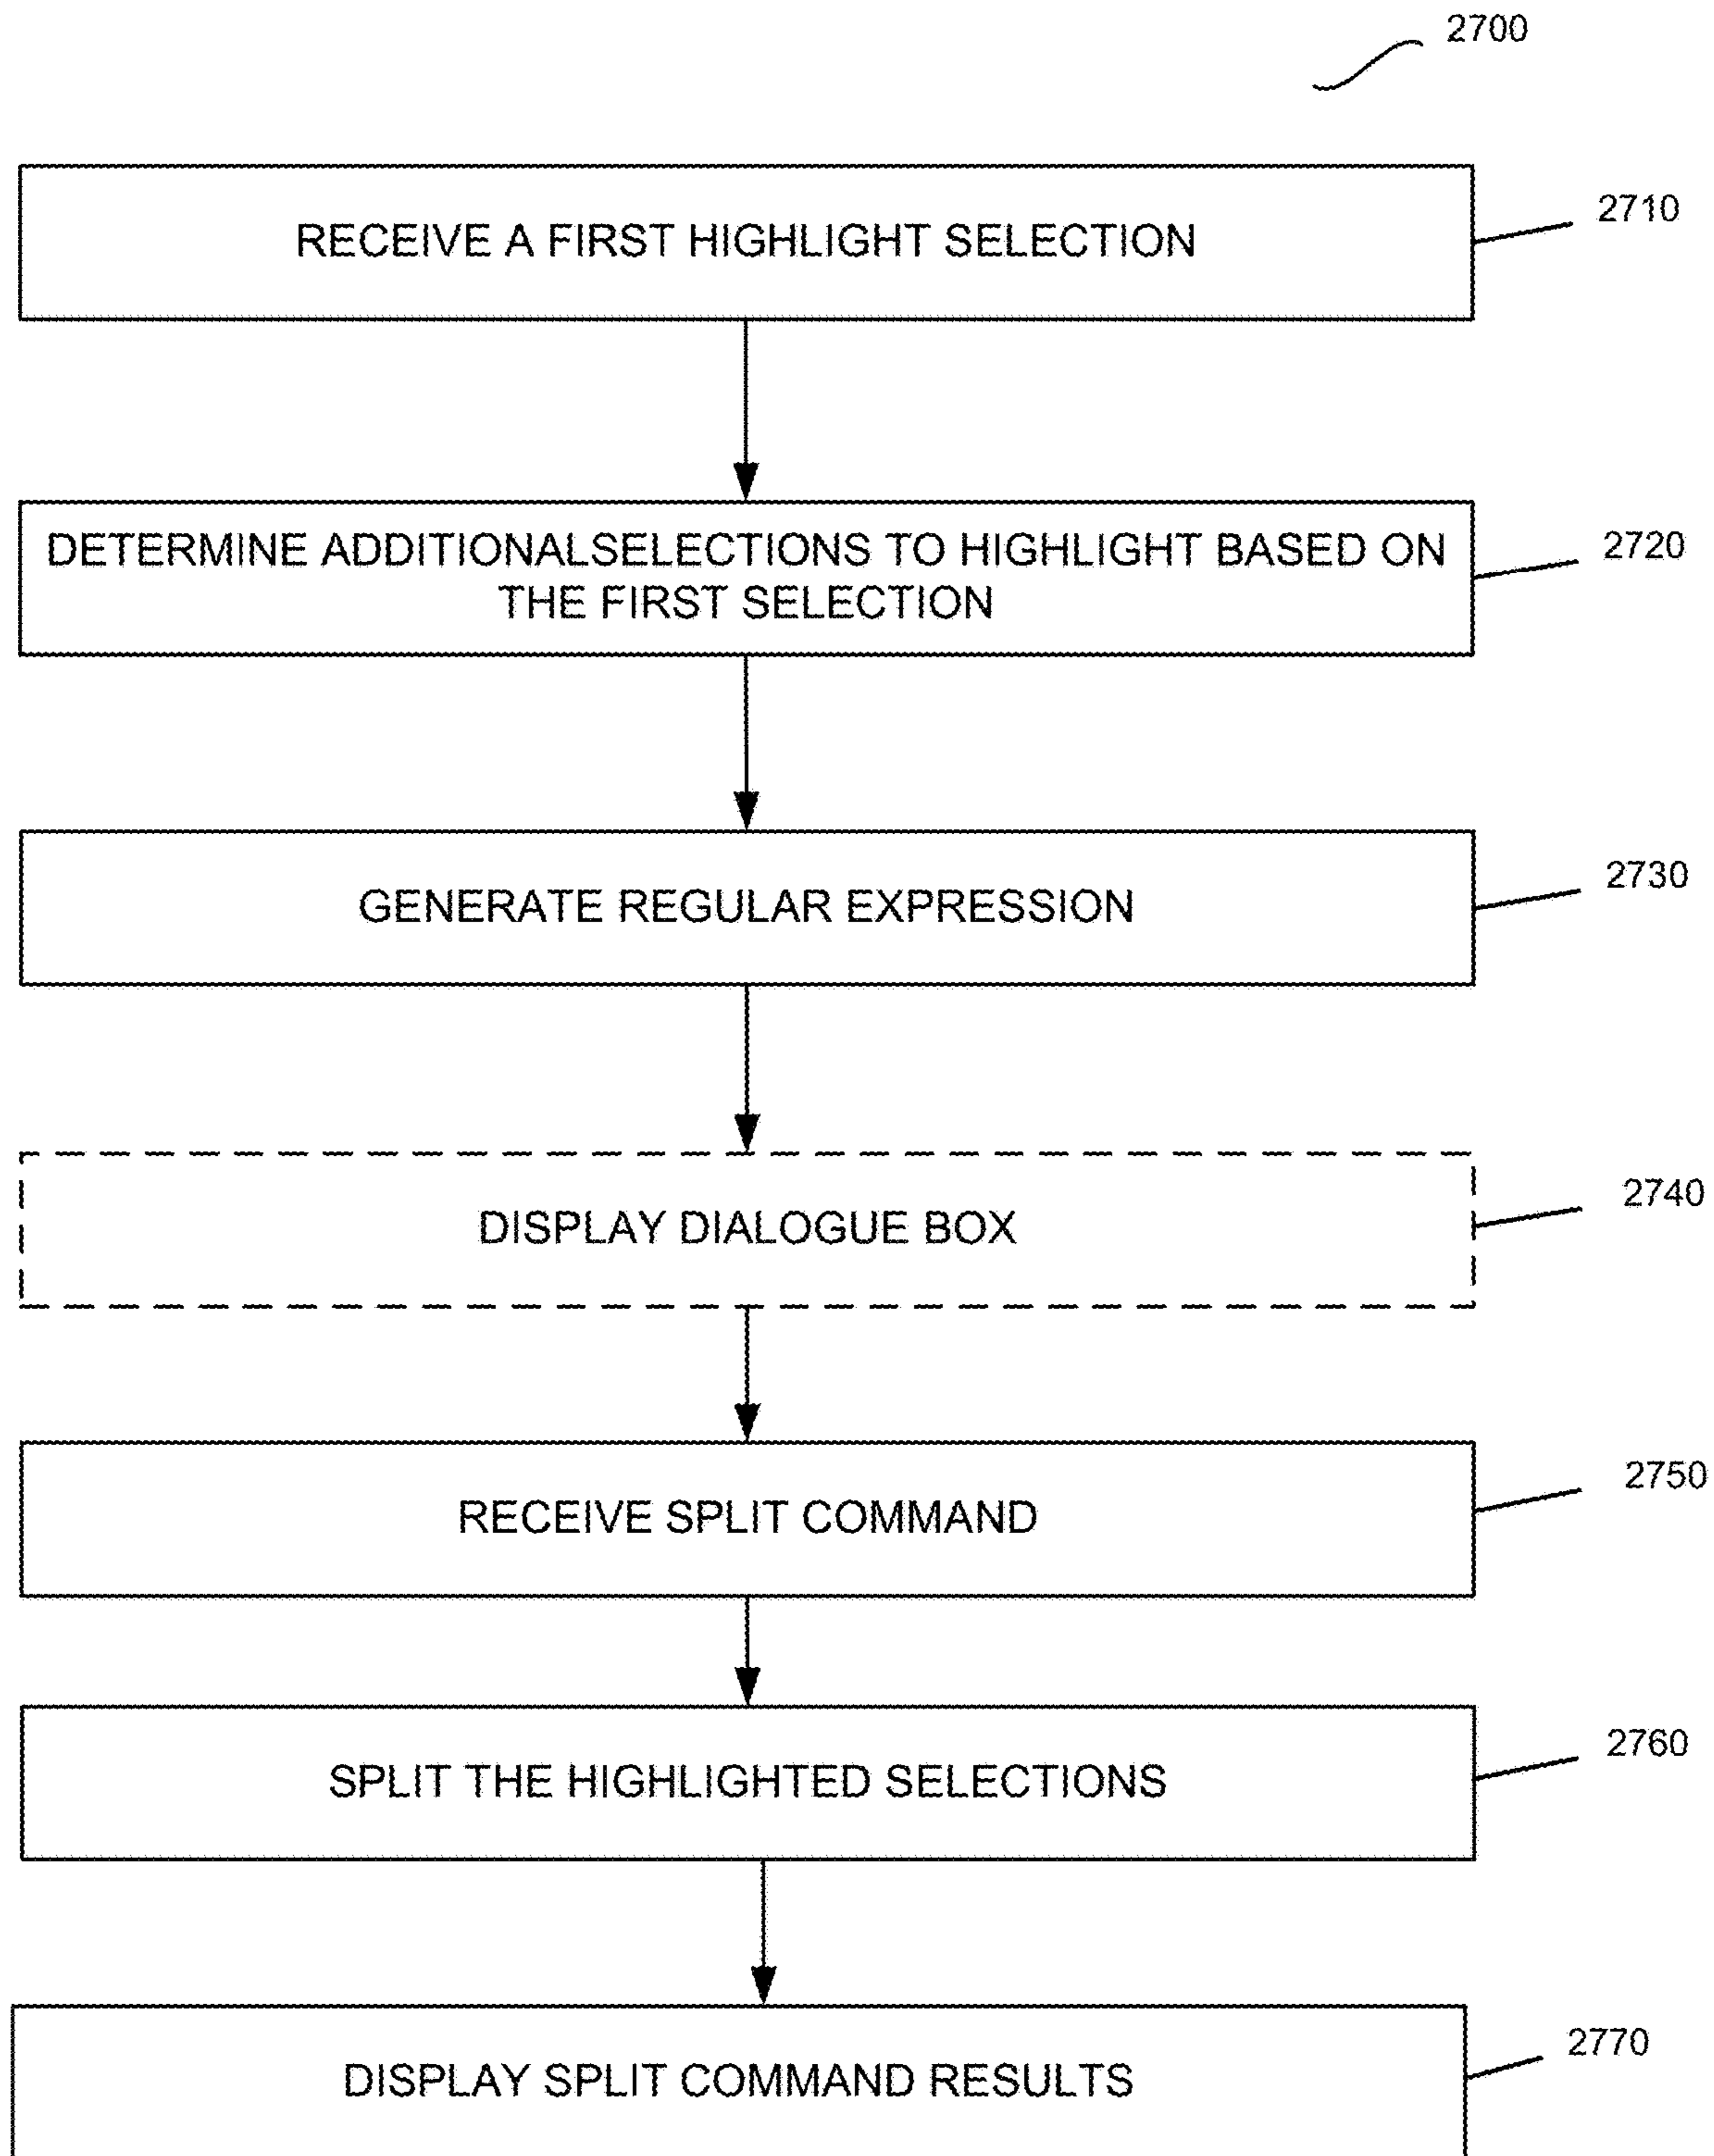 2700
RECEIVE A FIRST HIGHLIGHT SELECTION
2710
DETERMINE ADDITIONALSELECTIONS TO HIGHLIGHT BASED ON
THE FIRST SELECTION
2720
GENERATE REGULAR EXPRESSION
2730
DISPLAY DIALOGUE BOX
2740
RECEIVE SPLIT COMMAND
2750
SPLIT THE HIGHLIGHTED SELECTIONS
2760
DISPLAY SPLIT COMMAND RESULTS
2770